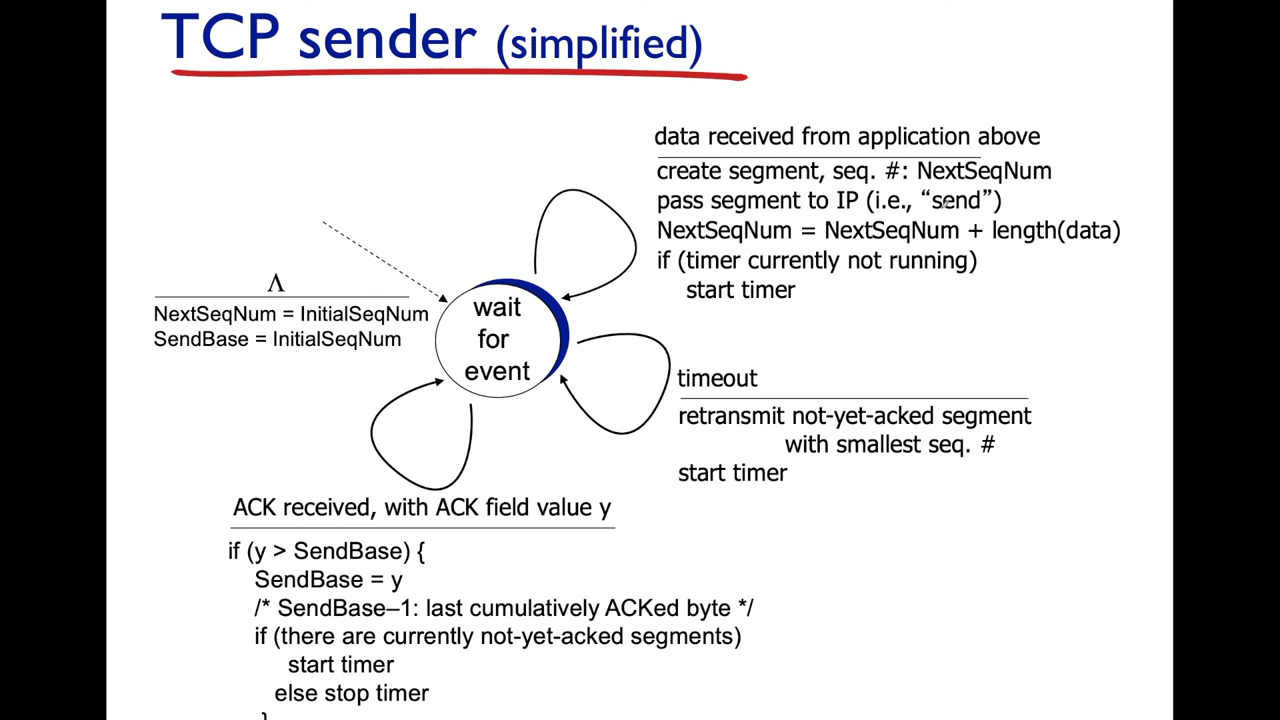 TCP sender (simplified)
data received from application above
create segment, seq. #: NextSeqNum
pass segment to IP (i.e., “send”)
NextSeqNum = NextSeqNum + length(data)
if (timer currently not running)
start timer
Λ
NextSeqNum = InitialSeqNum
SendBase = InitialSeqNum
wait
for
event
timeout
retransmit not-yet-acked segment
with smallest seq. #
start timer
ACK received, with ACK field value y
if (y > SendBase) {
SendBase = y
/* SendBase–1: last cumulatively ACKed byte */
if (there are currently not-yet-acked segments)
start timer
else stop timer
}